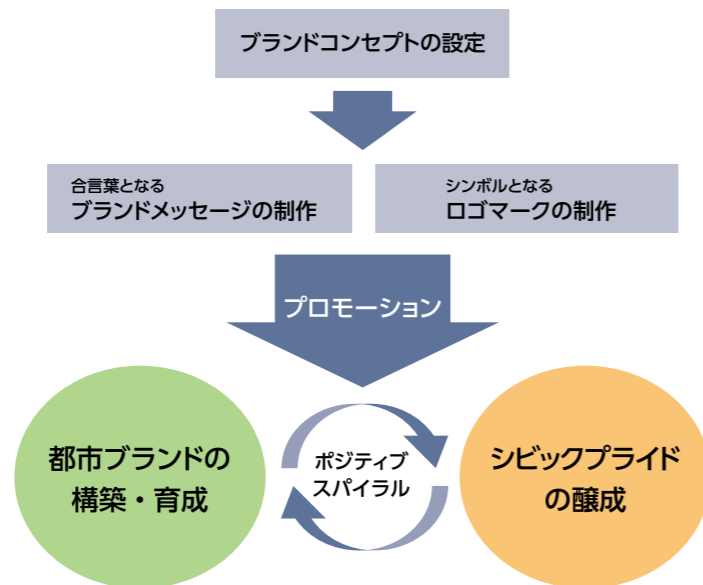 ブランドコンセプトの設定
合言葉となる
ブランドメッセージの制作
シンボルとなる
ロゴマークの制作
プロモーション
都市ブランドの
構築・育成
ポジティブ
スパイラル
シビックプライド
の醸成